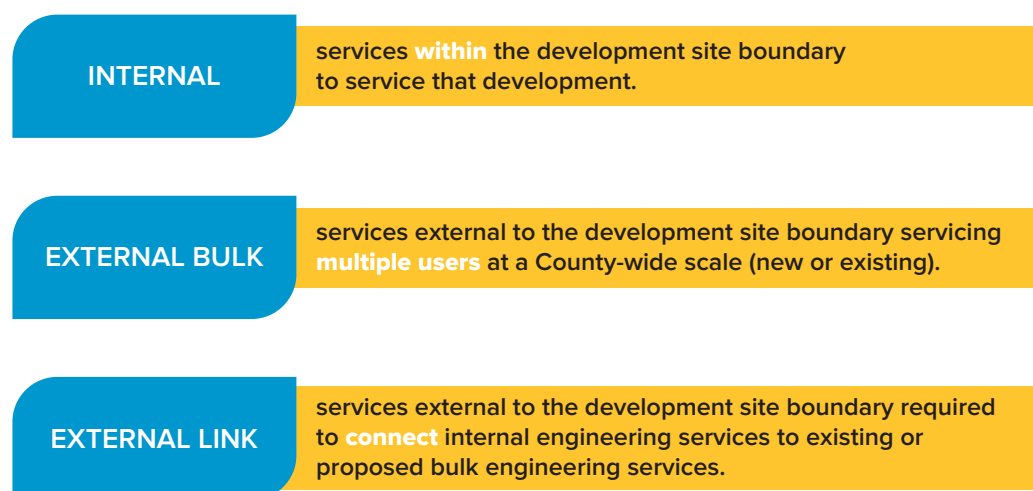 INTERNAL
services within the development site boundary
to service that development.
EXTERNAL BULK
services external to the development site boundary servicing
multiple users at a County-wide scale (new or existing).
EXTERNAL LINK
services external to the development site boundary required
to connect internal engineering services to existing or
proposed bulk engineering services.